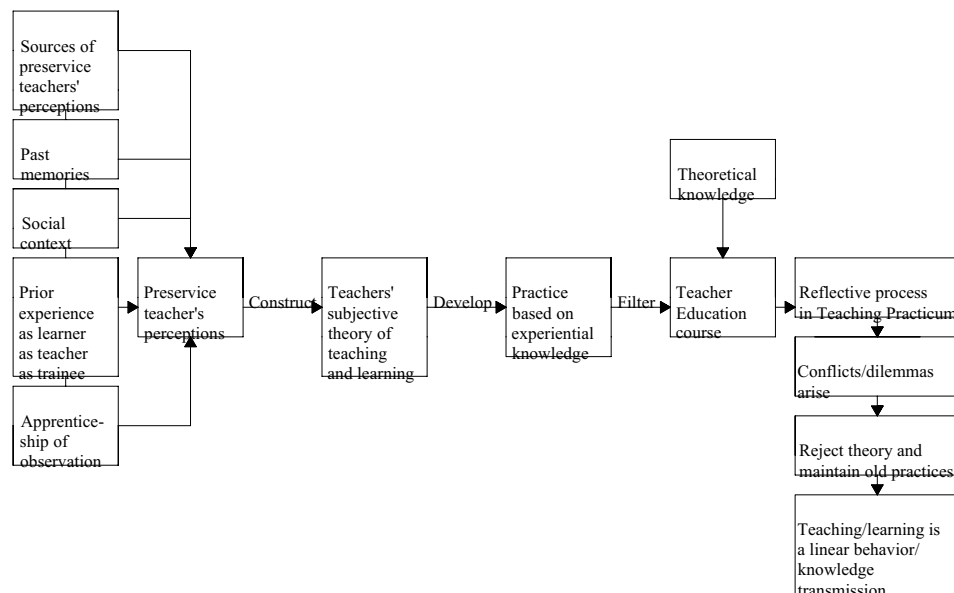 Sources of
preservice
teachers'
perceptions
Past
memories
Social
context
Prior
experience
as learner
as teacher
as trainee
Apprentice-
ship of
observation
Preservice
teacher's
perceptions
Construct
Teachers'
subjective
theory of
teaching
and learning
Develop
Practice
based on
experiential
knowledge
Filter
Theoretical
knowledge
Teacher
Education
course
Reflective process
in Teaching Practicum
Conflicts/dilemmas
arise
Reject theory and
maintain old practices
Teaching/learning is
a linear behavior/
knowledge
transmission